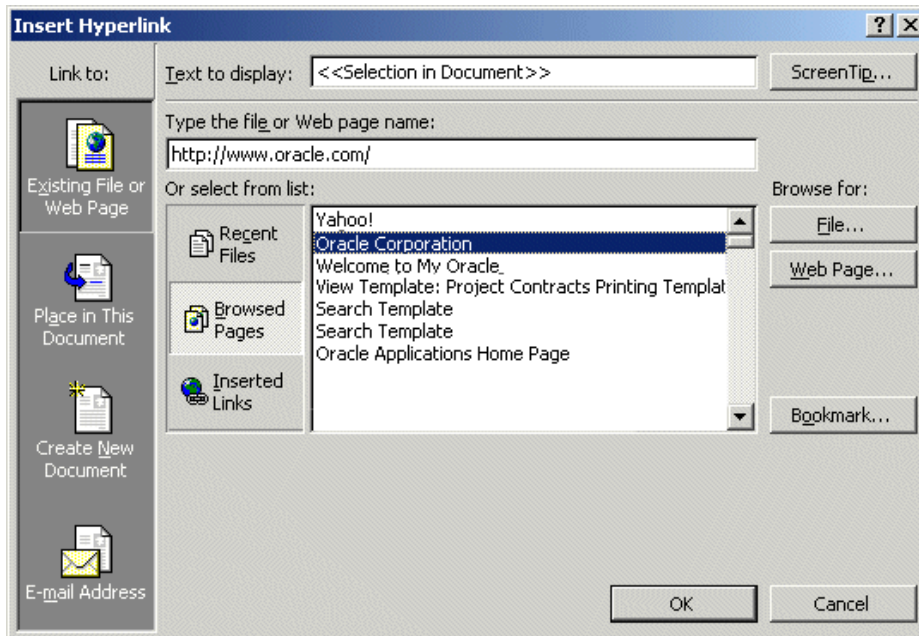 Insert Hyperlink
Link to:
Text to display:
<<Selection in Document>>
ScreenTip...
Existing File or
Web Page
Type the file or Web page name:
http://www.oracle.com/
Or select from list:
Browse for:
Recent
Files
Browsed
Pages
Inserted
Links
Yahoo!
Oracle Corporation
Welcome to My Oracle_
View Template: Project Contracts Printing Templat
Search Template
Search Template
Oracle Applications Home Page
File...
Web Page...
Bookmark...
Place in This
Document
Create New
Document
E-mail Address
OK
Cancel